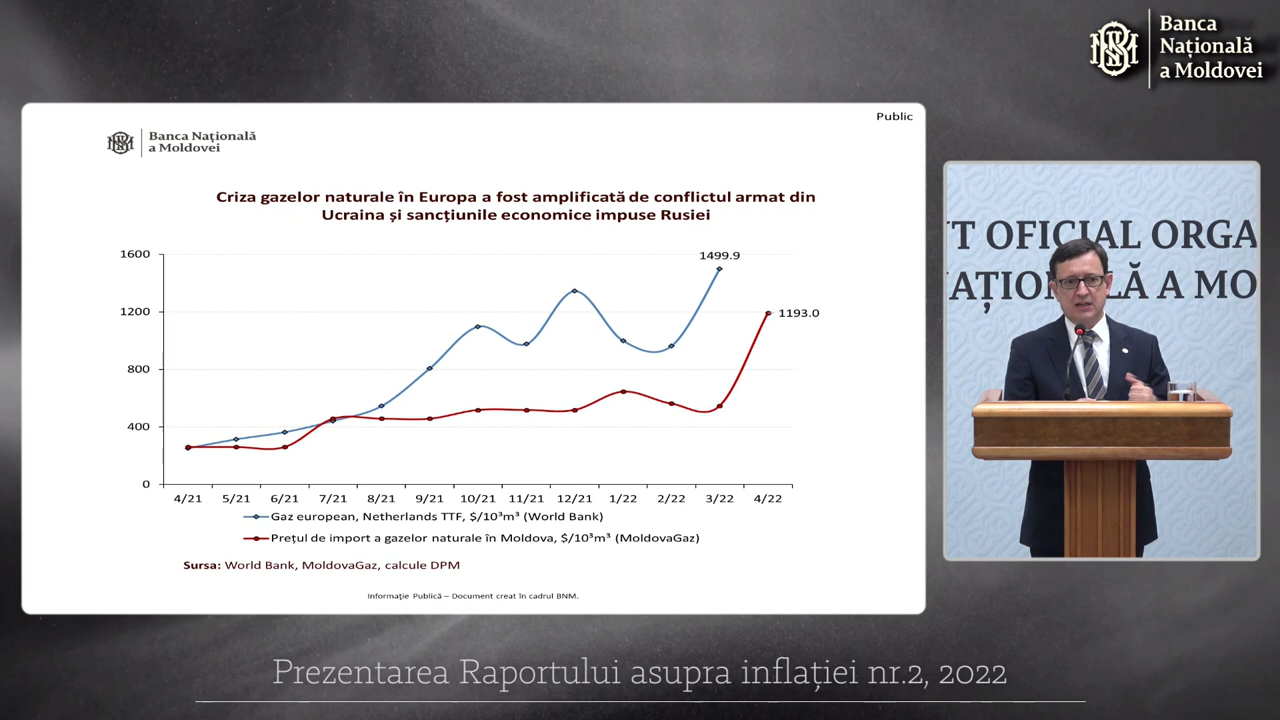 Banca
Națională
a Moldovei
Public
Banca Națională
a Moldovei
Criza gazelor naturale în Europa a fost amplificată de conflictul armat din
Ucraina și sancțiunile economice impuse Rusiei
1600
1200
800
400
0
1499.9
1193.0
4/21 5/21 6/21 7/21 8/21 9/21 10/21 11/21 12/21 1/22 2/22 3/22 4/22
Gaz european, Netherlands TTF, $/10³m³ (World Bank)
Prețul de import a gazelor naturale în Moldova, $/10³m³ (MoldovaGaz)
Sursa: World Bank, MoldovaGaz, calcule DPM
Informație Publică – Document creat în cadrul BNM.
T OFICIAL ORGA
AȚIO LĂ A MO
Prezentarea Raportului asupra inflației nr.2, 2022